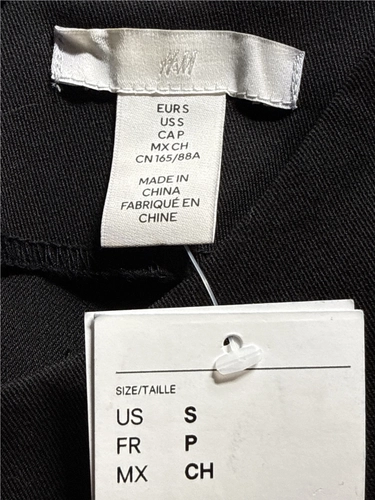 H&M
EUR S
US S
CA P
MX CH
CN 165/88A
MADE IN
CHINA
FABRIQUÉ EN
CHINE
SIZE/TAILLE
US S
FR P
MX CH